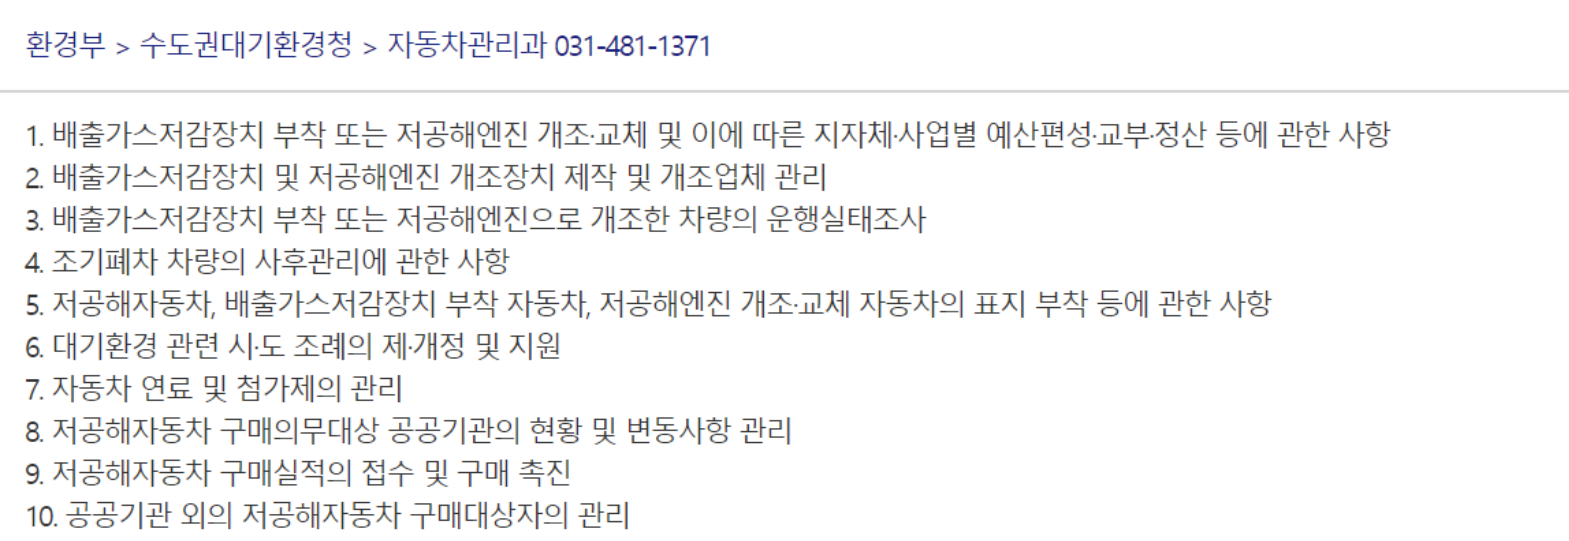 환경부 > 수도권대기환경청 > 자동차관리과 031-481-1371
1. 배출가스저감장치 부착 또는 저공해엔진 개조·교체 및 이에 따른 지자체·사업별 예산편성·교부·정산 등에 관한 사항
2. 배출가스저감장치 및 저공해엔진 개조장치 제작 및 개조업체 관리
3. 배출가스저감장치 부착 또는 저공해엔진으로 개조한 차량의 운행실태조사
4. 조기폐차 차량의 사후관리에 관한 사항
5. 저공해자동차, 배출가스저감장치 부착 자동차, 저공해엔진 개조·교체 자동차의 표지 부착 등에 관한 사항
6. 대기환경 관련 시·도 조례의 제·개정 및 지원
7. 자동차 연료 및 첨가제의 관리
8. 저공해자동차 구매의무대상 공공기관의 현황 및 변동사항 관리
9. 저공해자동차 구매실적의 접수 및 구매 촉진
10. 공공기관 외의 저공해자동차 구매대상자의 관리